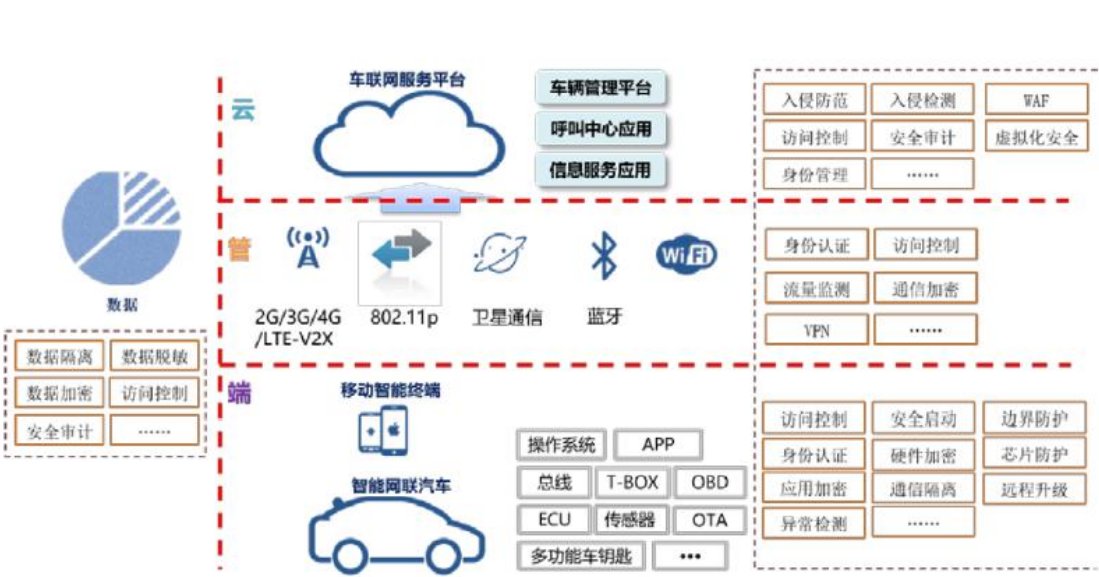 车联网服务平台
云
车辆管理平台
呼叫中心应用
信息服务应用
入侵防范 入侵检测 WAF
访问控制 安全审计 虚拟化安全
身份管理 ······
数据
数据隔离 数据脱敏
数据加密 访问控制
安全审计 ······
管
2G/3G/4G
/LTE-V2X
802.11p
卫星通信
蓝牙
WiFi
身份认证 访问控制
流量监测 通信加密
VPN ······
端
移动智能终端
智能网联汽车
操作系统 APP
总线 T-BOX OBD
ECU 传感器 OTA
多功能车钥匙 •••
访问控制 安全启动 边界防护
身份认证 硬件加密 芯片防护
应用加密 通信隔离 远程升级
异常检测 ······